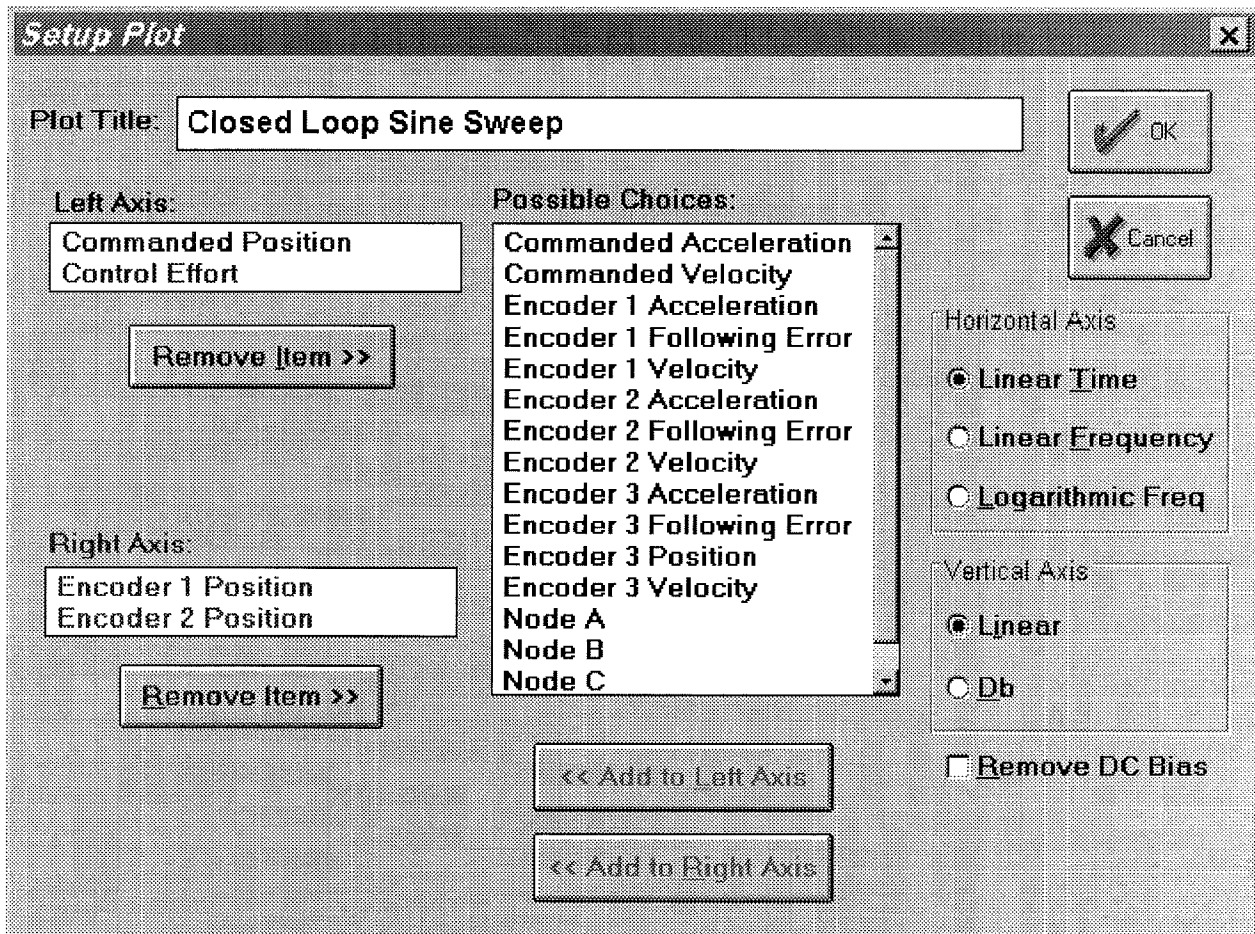 Setup Plot
Plot Title: Closed Loop Sine Sweep
OK
Cancel
Left Axis:
Commanded Position
Control Effort
Remove Item >>
Right Axis:
Encoder 1 Position
Encoder 2 Position
Remove Item >>
Possible Choices:
Commanded Acceleration
Commanded Velocity
Encoder 1 Acceleration
Encoder 1 Following Error
Encoder 1 Velocity
Encoder 2 Acceleration
Encoder 2 Following Error
Encoder 2 Velocity
Encoder 3 Acceleration
Encoder 3 Following Error
Encoder 3 Position
Encoder 3 Velocity
Node A
Node B
Node C
<< Add to Left Axis
<< Add to Right Axis
Horizontal Axis
Linear Time
Linear Frequency
Logarithmic Freq
Vertical Axis
Linear
Db
Remove DC Bias